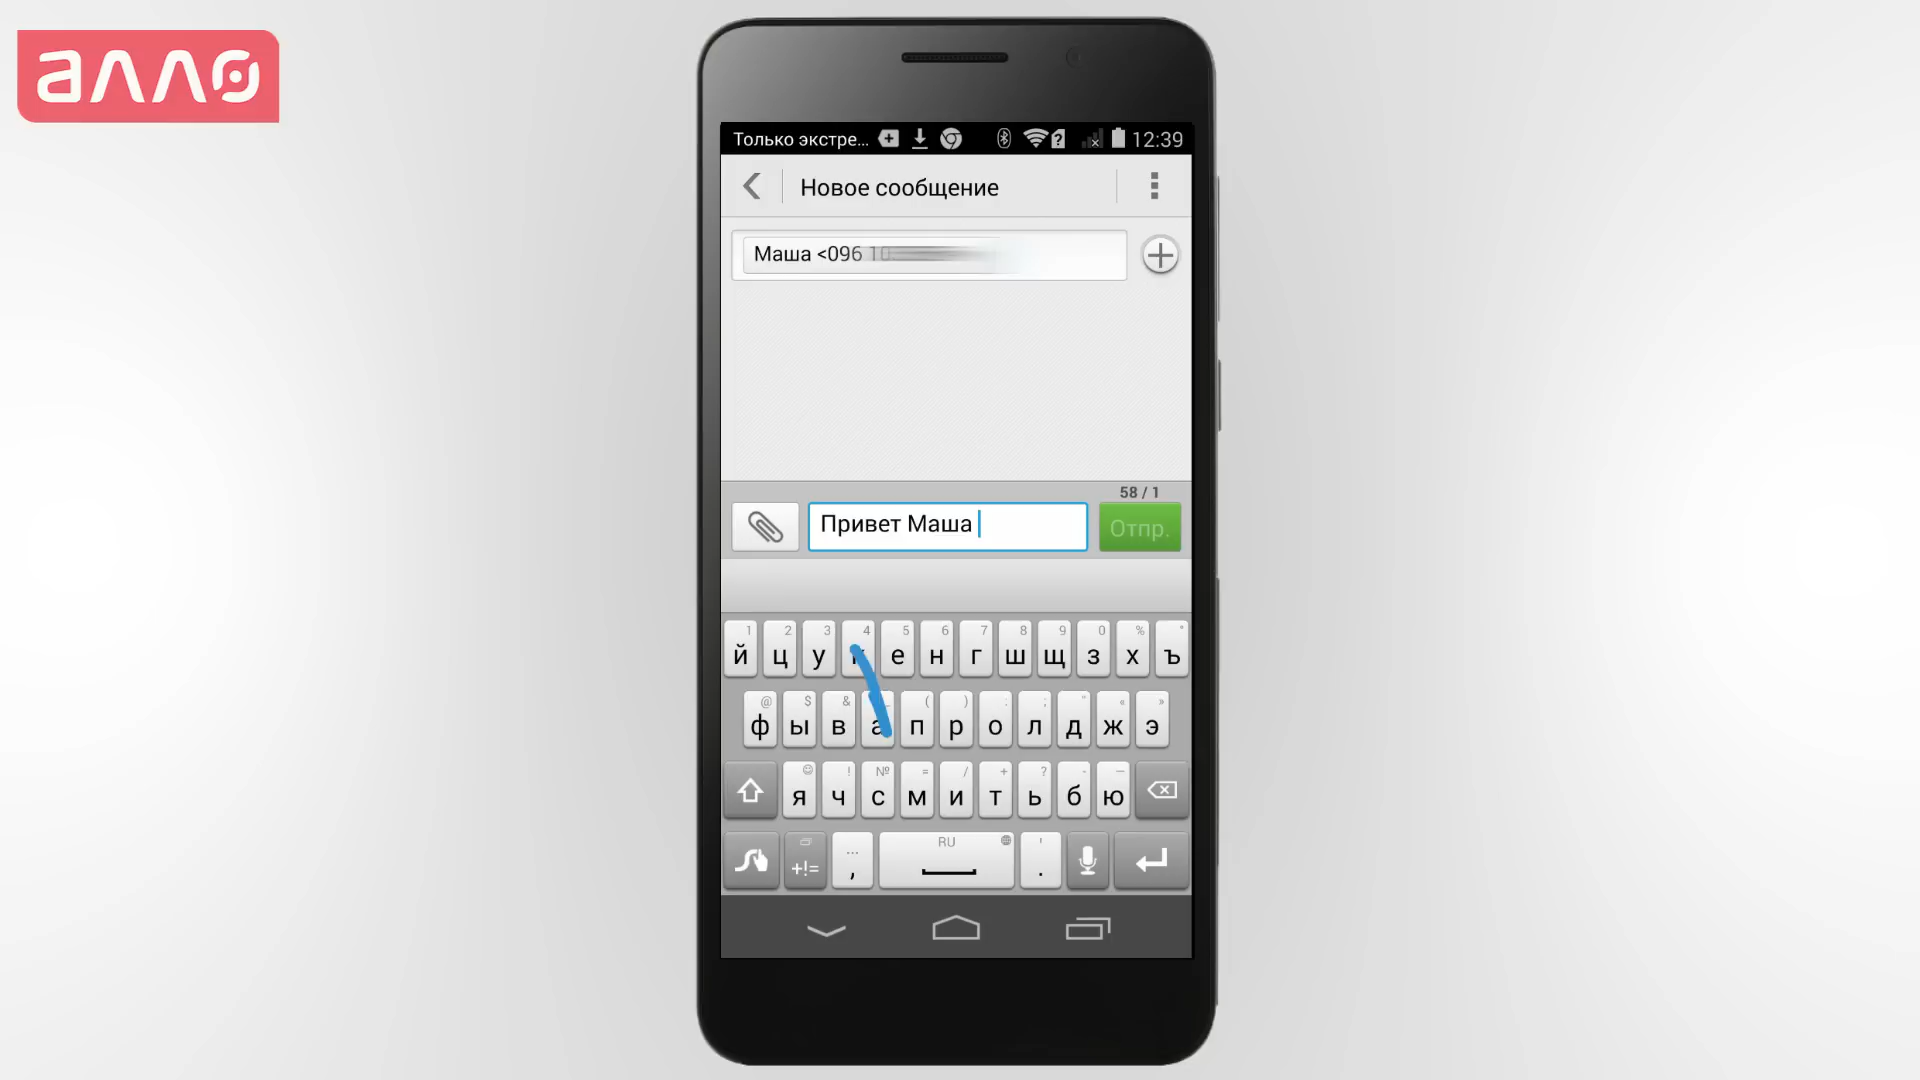 алло
Только экстре... 12:39
Новое сообщение
Маша <096 10
58 / 1
Привет Маша
Отпр.
1 2 3 4 5 6 7 8 9 0 % "
й ц у к е н г ш щ з х ъ
@ $ & _ ( ) : ; " « »
ф ы в а п р о л д ж э
! № = / + ? - —
я ч с м и т ь б ю
RU
+!= ... , . '